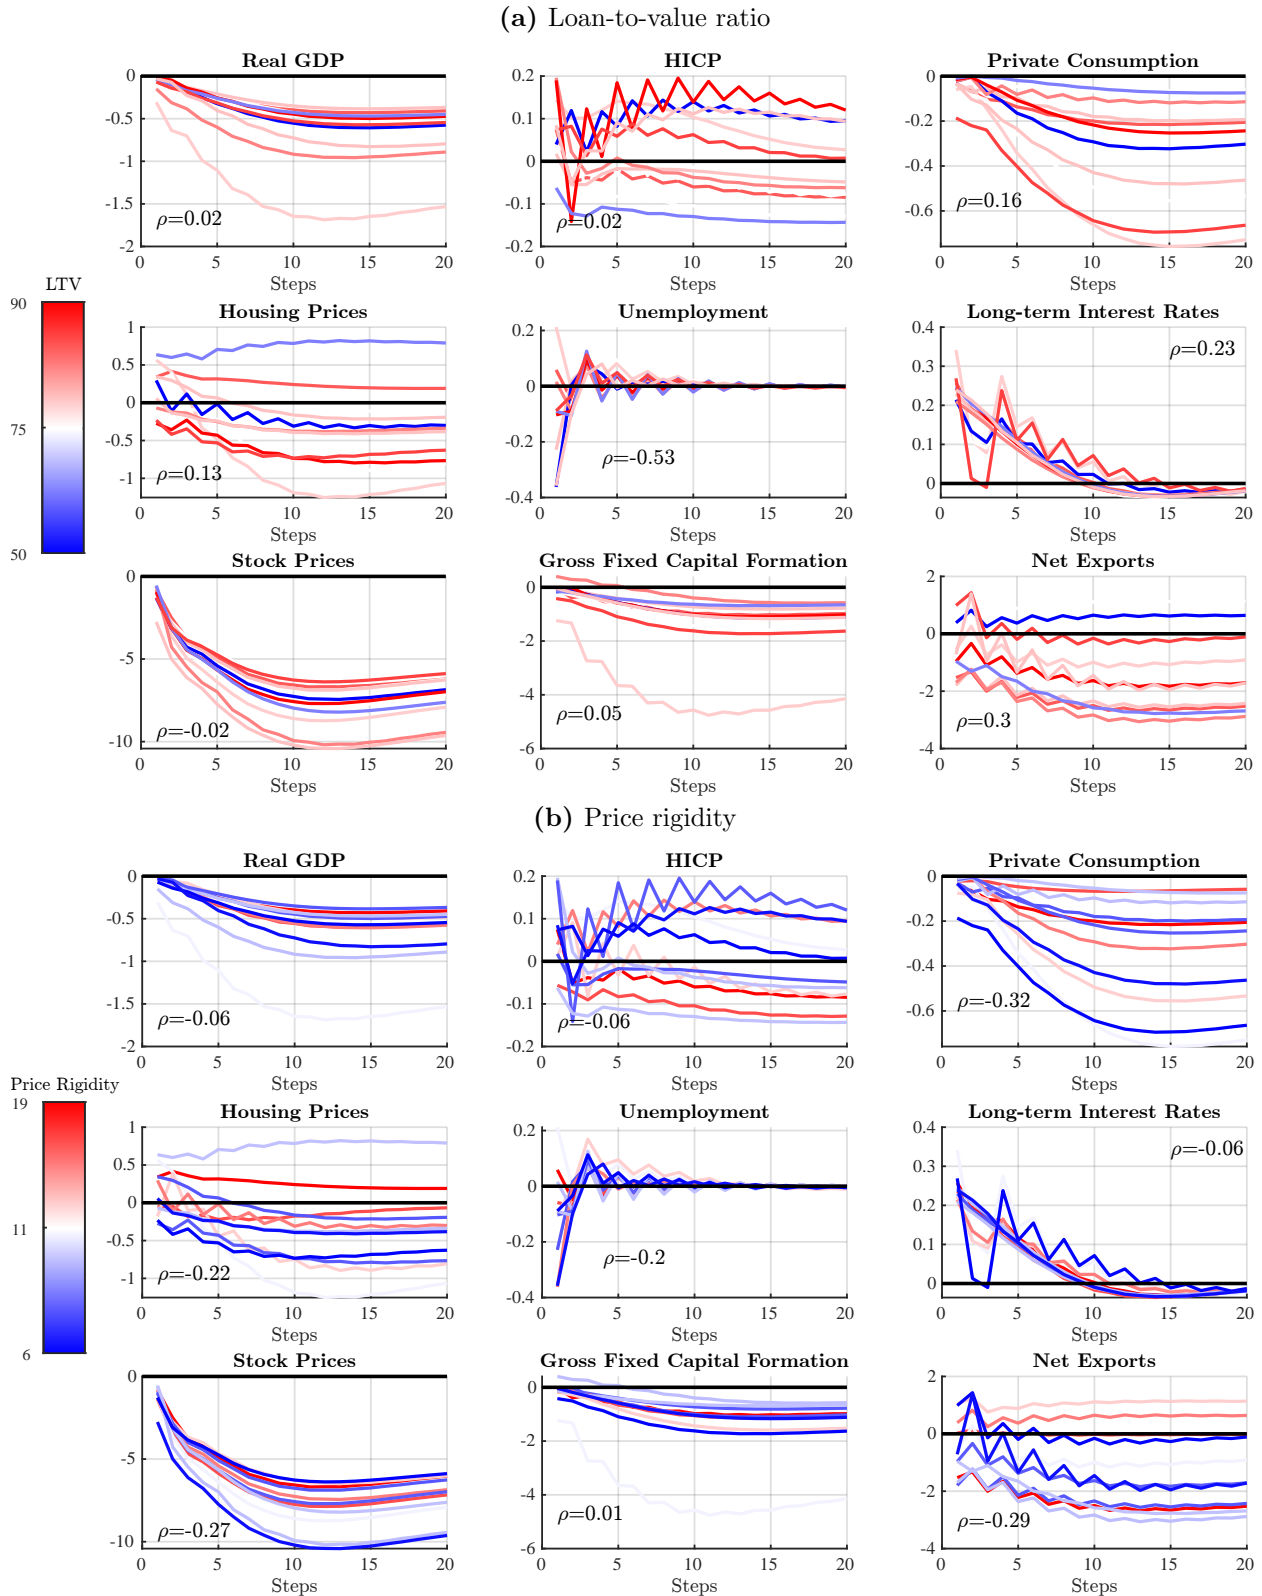 (a) Loan-to-value ratio
Real GDP
HICP
Private Consumption
0
-0.5
-1
-1.5
-2
ρ=0.02
0 5 10 15 20
Steps
0.2
0.1
0
-0.1
-0.2
ρ=0.02
0 5 10 15 20
Steps
0
-0.2
-0.4
-0.6
ρ=0.16
0 5 10 15 20
Steps
LTV
90
75
50
Housing Prices
Unemployment
Long-term Interest Rates
1
0.5
0
-0.5
-1
ρ=0.13
0 5 10 15 20
Steps
0.2
0
-0.2
-0.4
ρ=-0.53
0 5 10 15 20
Steps
0.4
0.3
0.2
0.1
0
ρ=0.23
0 5 10 15 20
Steps
Stock Prices
Gross Fixed Capital Formation
Net Exports
0
-5
-10
ρ=-0.02
0 5 10 15 20
Steps
0
-2
-4
-6
ρ=0.05
0 5 10 15 20
Steps
2
0
-2
-4
ρ=0.3
0 5 10 15 20
Steps
(b) Price rigidity
Real GDP
HICP
Private Consumption
0
-0.5
-1
-1.5
-2
ρ=-0.06
0 5 10 15 20
Steps
0.2
0.1
0
-0.1
-0.2
ρ=-0.06
0 5 10 15 20
Steps
0
-0.2
-0.4
-0.6
ρ=-0.32
0 5 10 15 20
Steps
Price Rigidity
19
11
6
Housing Prices
Unemployment
Long-term Interest Rates
1
0.5
0
-0.5
-1
ρ=-0.22
0 5 10 15 20
Steps
0.2
0
-0.2
-0.4
ρ=-0.2
0 5 10 15 20
Steps
0.4
0.3
0.2
0.1
0
ρ=-0.06
0 5 10 15 20
Steps
Stock Prices
Gross Fixed Capital Formation
Net Exports
0
-5
-10
ρ=-0.27
0 5 10 15 20
Steps
0
-2
-4
-6
ρ=0.01
0 5 10 15 20
Steps
2
0
-2
-4
ρ=-0.29
0 5 10 15 20
Steps